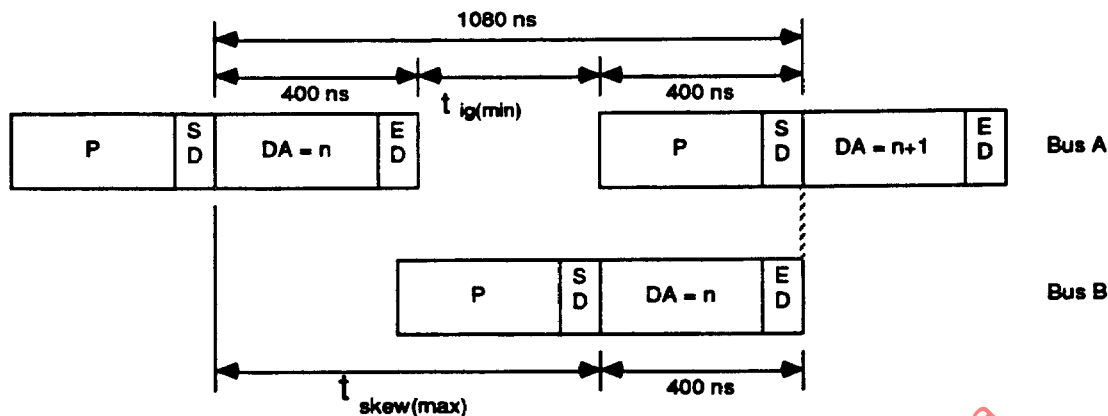 1080 ns
400 ns
t ig(min)
400 ns
P
S D
DA = n
E D
P
S D
DA = n+1
E D
Bus A
P
S D
DA = n
E D
Bus B
t skew(max)
400 ns